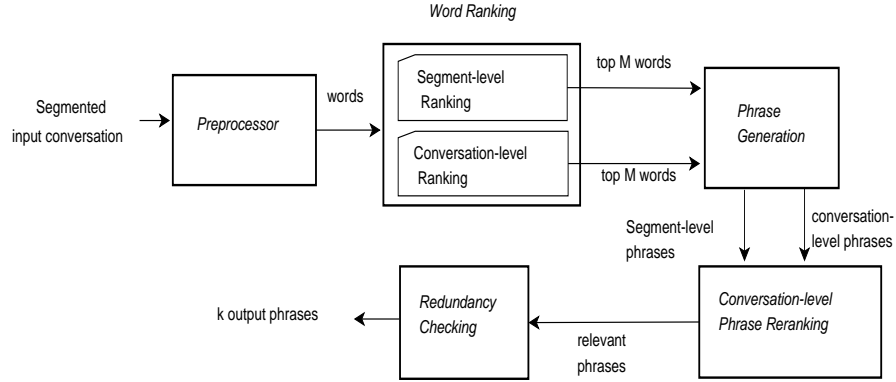 Word Ranking
Segmented
input conversation
Preprocessor
words
Segment-level
Ranking
Conversation-level
Ranking
top M words
top M words
Phrase
Generation
Segment-level
phrases
conversation-
level phrases
Conversation-level
Phrase Reranking
relevant
phrases
Redundancy
Checking
k output phrases